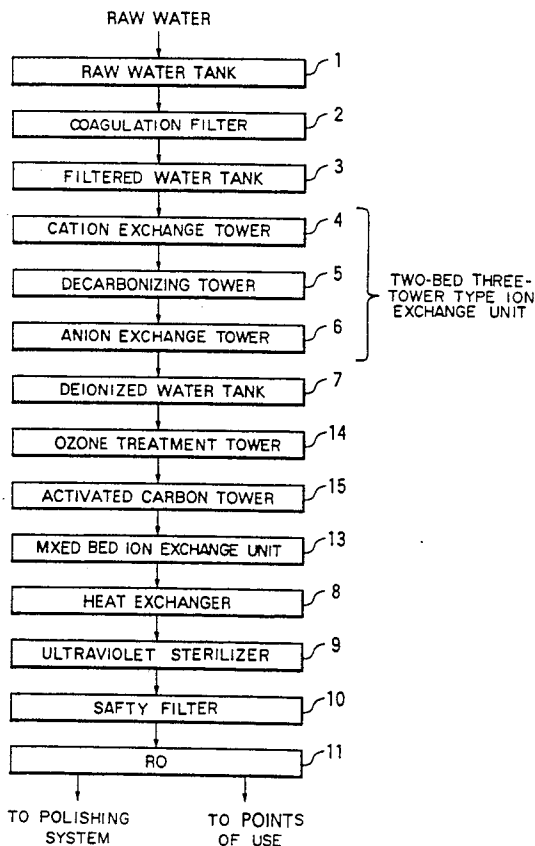 RAW WATER
RAW WATER TANK 1
COAGULATION FILTER 2
FILTERED WATER TANK 3
CATION EXCHANGE TOWER 4
DECARBONIZING TOWER 5
TWO-BED THREE-
TOWER TYPE ION
EXCHANGE UNIT
ANION EXCHANGE TOWER 6
DEIONIZED WATER TANK 7
OZONE TREATMENT TOWER 14
ACTIVATED CARBON TOWER 15
MXED BED ION EXCHANGE UNIT 13
HEAT EXCHANGER 8
ULTRAVIOLET STERILIZER 9
SAFTY FILTER 10
RO 11
TO POLISHING
SYSTEM
TO POINTS
OF USE